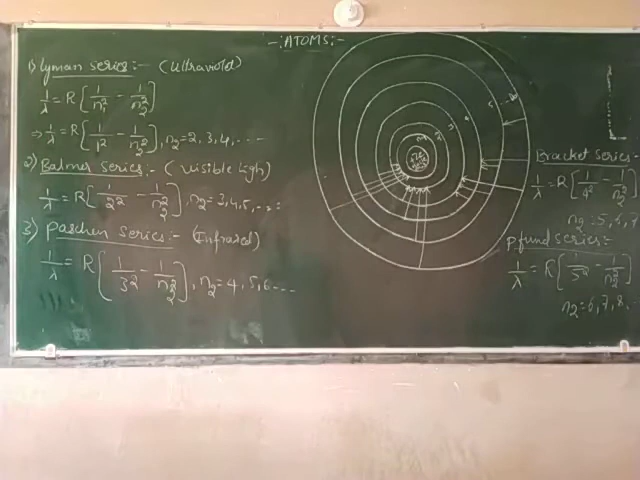 -: ATOMS :-
1) Lyman Series:- (Ultraviolet)
1/λ = R [1/n₁² - 1/n₂²]
⇒ 1/λ = R [1/1² - 1/n₂²], n₂ = 2, 3, 4, ----
2) Balmer Series:- (Visible ligh)
1/λ = R [1/2² - 1/n₂²], n₂ = 3, 4, 5, ...
3) Paschen Series:- (Infrared)
1/λ = R [1/3² - 1/n₂²], n₂ = 4, 5, 6 ---
Bracket Series:-
1/λ = R [1/4² - 1/n₂²]
n₂ = 5, 6, 7
Pfund Series:-
1/λ = R [1/5² - 1/n₂²]
n₂ = 6, 7, 8.